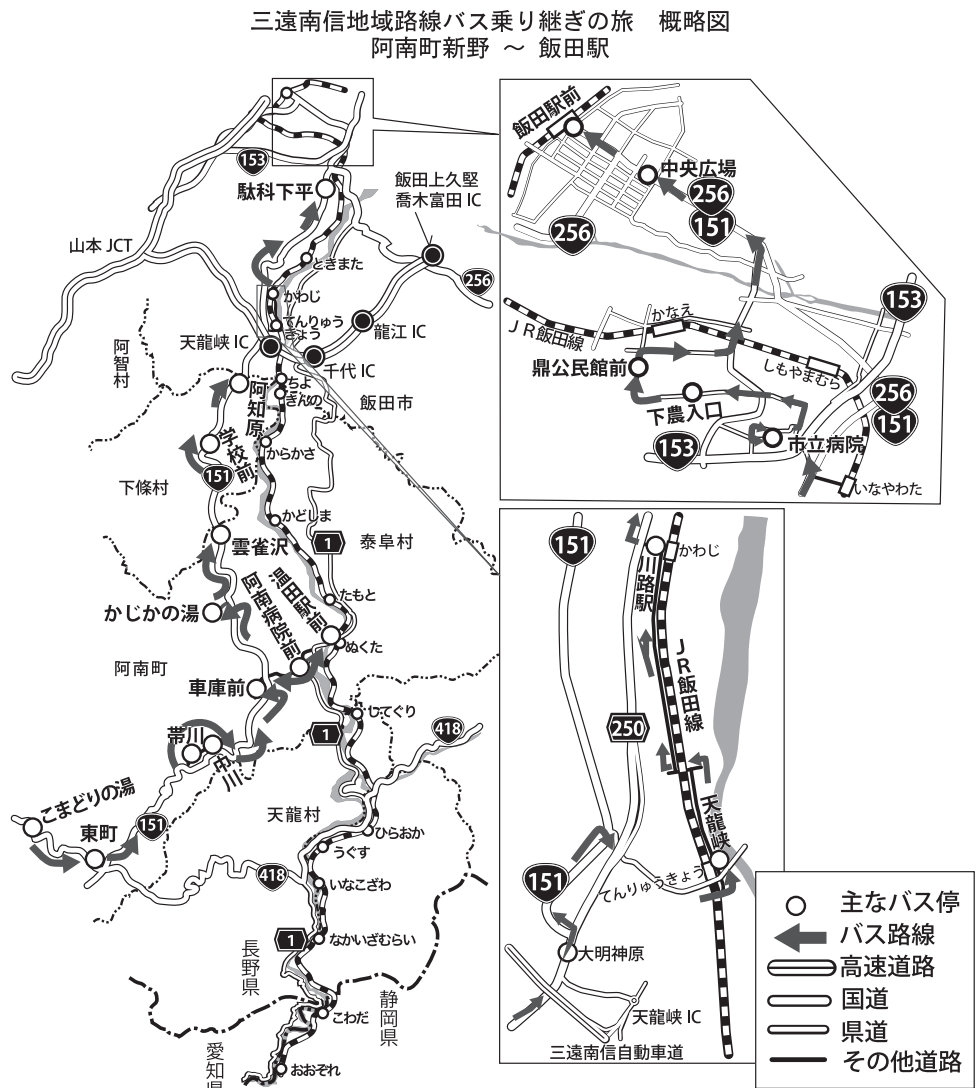 三遠南信地域路線バス乗り継ぎの旅　概略図
阿南町新野 ～ 飯田駅
153
駄科下平
飯田上久堅
喬木富田 IC
山本 JCT
ときまた
256
かわじ
てんりゅう
きょう
龍江 IC
天龍峡 IC
千代 IC
阿智村
ちよ
ぎんの
飯田市
阿知原
学校前
からかさ
151
下條村
かどしま
雲雀沢
1
泰阜村
温田駅前
阿南病院前
たもと
かじかの湯
ぬくた
阿南町
車庫前
してぐり
418
1
帯川
巾川
天龍村
こまどりの湯
151
東町
ひらおか
うぐす
418
いなこざわ
1
なかいざむらい
長野県
静岡県
こわだ
愛知県
おおぞれ
飯田駅前
中央広場
256
151
256
153
ＪＲ飯田線
かなえ
鼎公民館前
しもやまむら
下農入口
256
151
153
市立病院
いなやわた
151
かわじ
川路駅
ＪＲ飯田線
250
天龍峡
てんりゅうきょう
151
大明神原
天龍峡 IC
三遠南信自動車道
主なバス停
バス路線
高速道路
国道
県道
その他道路